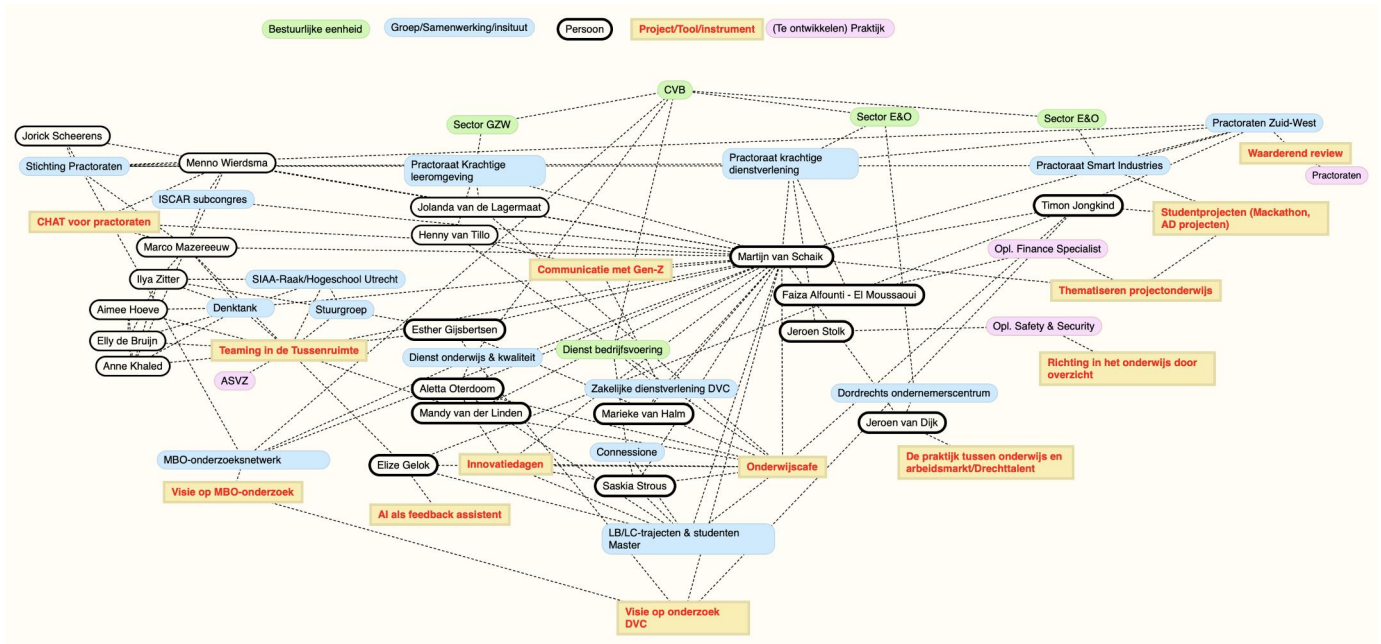 Bestuurlijke eenheid
Groep/Samenwerking/insituut
Persoon
Project/Tool/instrument
(Te ontwikkelen) Praktijk
CVB
Sector GZW
Sector E&O
Sector E&O
Practoraten Zuid-West
Jorick Scheerens
Stichting Practoraten
Menno Wierdsma
Practoraat Krachtige
leeromgeving
Practoraat krachtige
dienstverlening
Practoraat Smart Industries
Waarderend review
Practoraten
ISCAR subcongres
Jolanda van de Lagermaat
Timon Jongkind
CHAT voor practoraten
Studentprojecten (Mackathon,
AD projecten)
Henny van Tillo
Marco Mazereeuw
Martijn van Schaik
Opl. Finance Specialist
Communicatie met Gen-Z
Ilya Zitter
SIAA-Raak/Hogeschool Utrecht
Thematiseren projectonderwijs
Faiza Alfounti - El Moussaoui
Aimee Hoeve
Denktank
Stuurgroep
Esther Gijsbertsen
Jeroen Stolk
Opl. Safety & Security
Elly de Bruijn
Teaming in de Tussenruimte
Dienst onderwijs & kwaliteit
Dienst bedrijfsvoering
Anne Khaled
Richting in het onderwijs door
overzicht
ASVZ
Aletta Oterdoom
Zakelijke dienstverlening DVC
Dordrechts ondernemerscentrum
Mandy van der Linden
Marieke van Halm
Jeroen van Dijk
MBO-onderzoeksnetwerk
Elize Gelok
Innovatiedagen
Connessione
Onderwijscafe
De praktijk tussen onderwijs en
arbeidsmarkt/Drechttalent
Visie op MBO-onderzoek
Saskia Strous
AI als feedback assistent
LB/LC-trajecten & studenten
Master
Visie op onderzoek
DVC